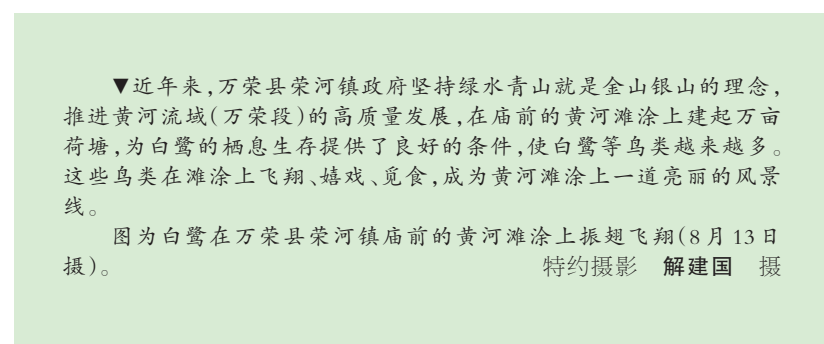 ▼近年来,万荣县荣河镇政府坚持绿水青山就是金山银山的理念,
推进黄河流域(万荣段)的高质量发展,在庙前的黄河滩涂上建起万亩
荷塘,为白鹭的栖息生存提供了良好的条件,使白鹭等鸟类越来越多。
这些鸟类在滩涂上飞翔、嬉戏、觅食,成为黄河滩涂上一道亮丽的风景
线。
图为白鹭在万荣县荣河镇庙前的黄河滩涂上振翅飞翔(8月13日
摄)。 特约摄影 解建国 摄